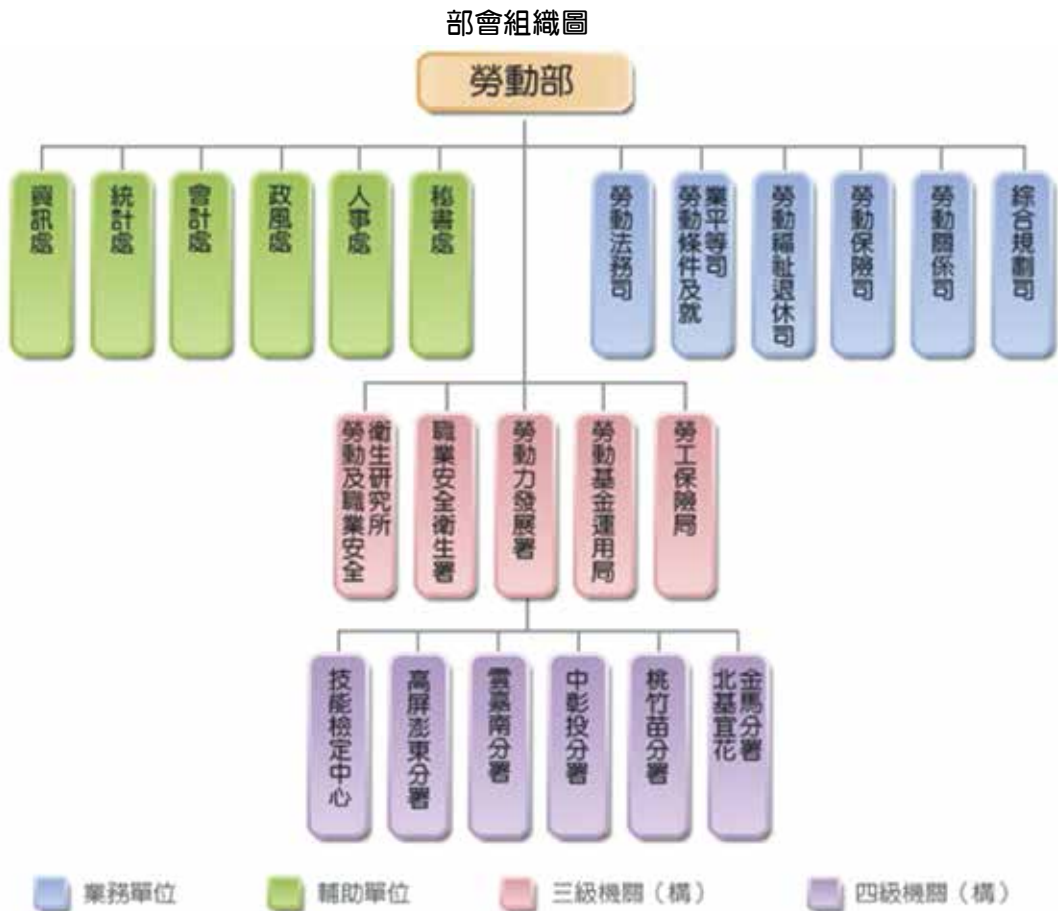 部會組織圖
勞動部
資訊處
統計處
會計處
政風處
人事處
秘書處
勞動法務司
勞動條件及就
業平等司
勞動福祉退休司
勞動保險司
勞動關係司
綜合規劃司
勞動及職業安全
衛生研究所
職業安全衛生署
勞動力發展署
勞動基金運用局
勞工保險局
技能檢定中心
高屏澎東分署
雲嘉南分署
中彰投分署
桃竹苗分署
北基宜花
金馬分署
業務單位
輔助單位
三級機關（構）
四級機關（構）